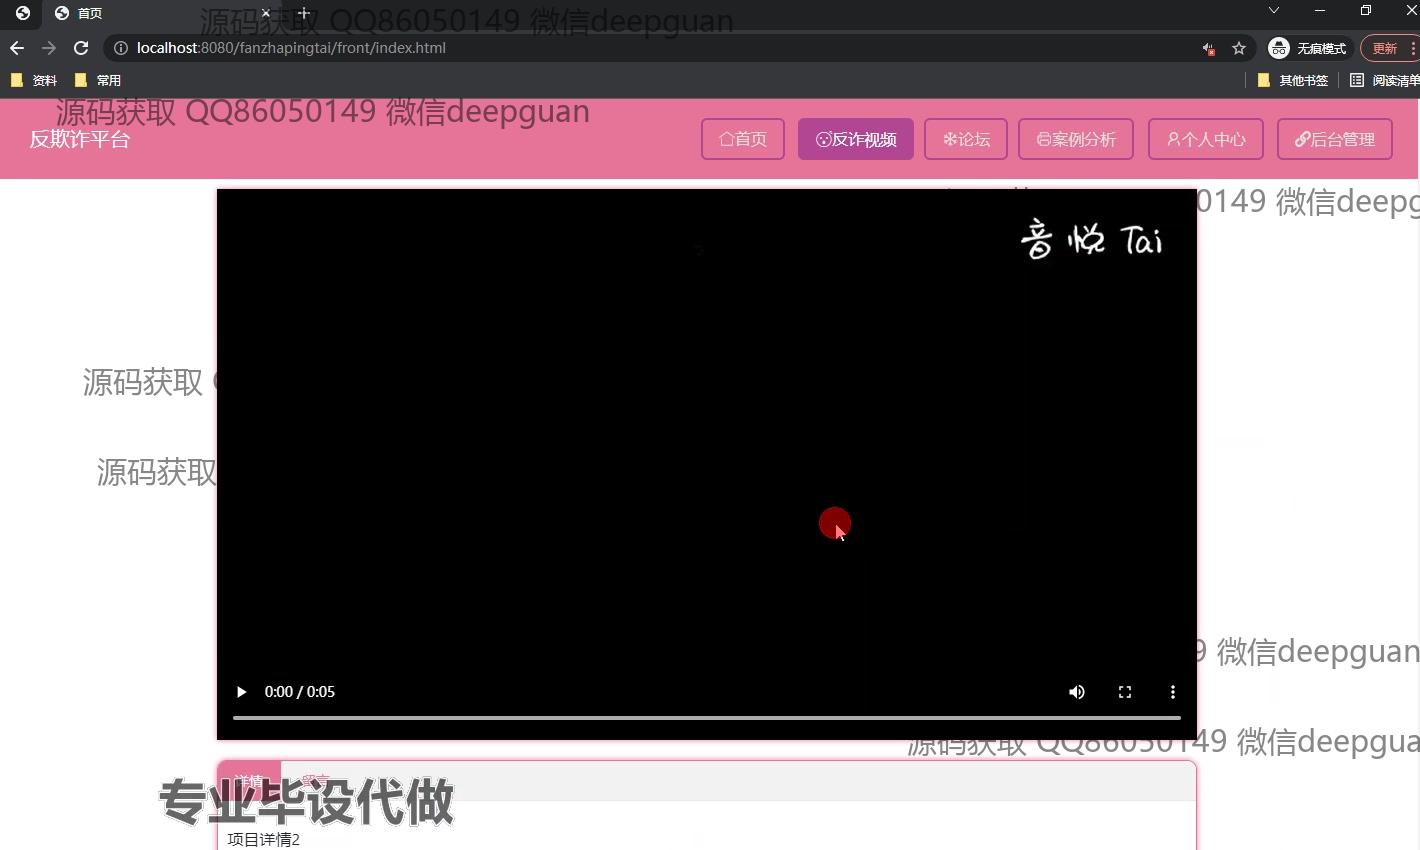 首页
源码获取 QQ86050149 微信deepguan
localhost:8080/fanzhapingtai/front/index.html
无痕模式
更新
资料
常用
其他书签
阅读清单
源码获取 QQ86050149 微信deepguan
反欺诈平台
首页
反诈视频
论坛
案例分析
个人中心
后台管理
0149 微信deepg
音悦 Tai
源码获取
源码获取
9 微信deepguan
0:00 / 0:05
源码获取 QQ86050149 微信deepgua
详情
留言
专业毕设代做
项目详情2